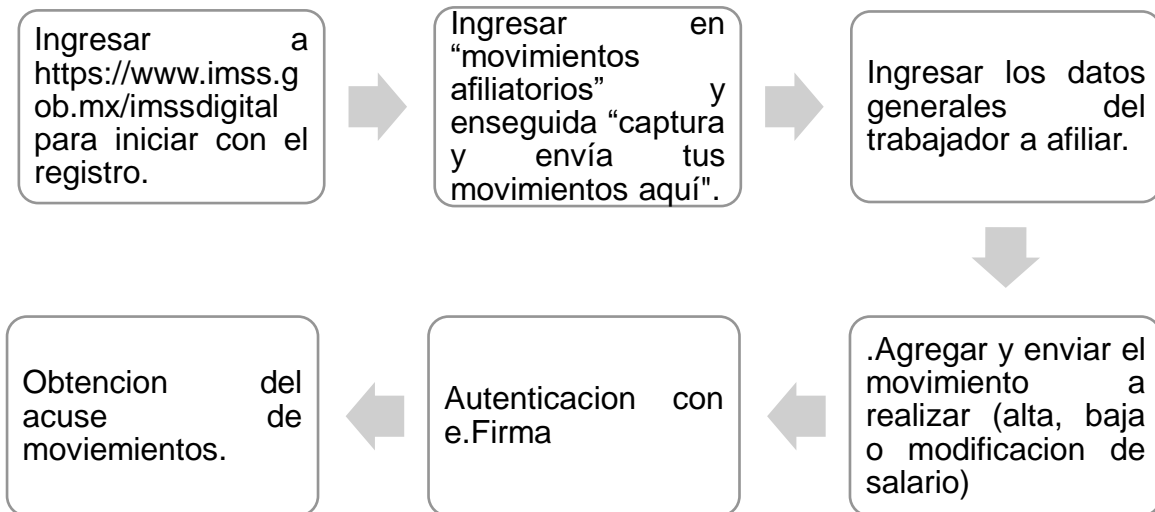 Ingresar a
https://www.imss.g
ob.mx/imssdigital
para iniciar con el
registro.
Ingresar en
“movimientos
afiliatorios” y
enseguida “captura
y envía tus
movimientos aquí".
Ingresar los datos
generales del
trabajador a afiliar.
.Agregar y enviar el
movimiento a
realizar (alta, baja
o modificacion de
salario)
Autenticacion con
e.Firma
Obtencion del
acuse de
moviemientos.